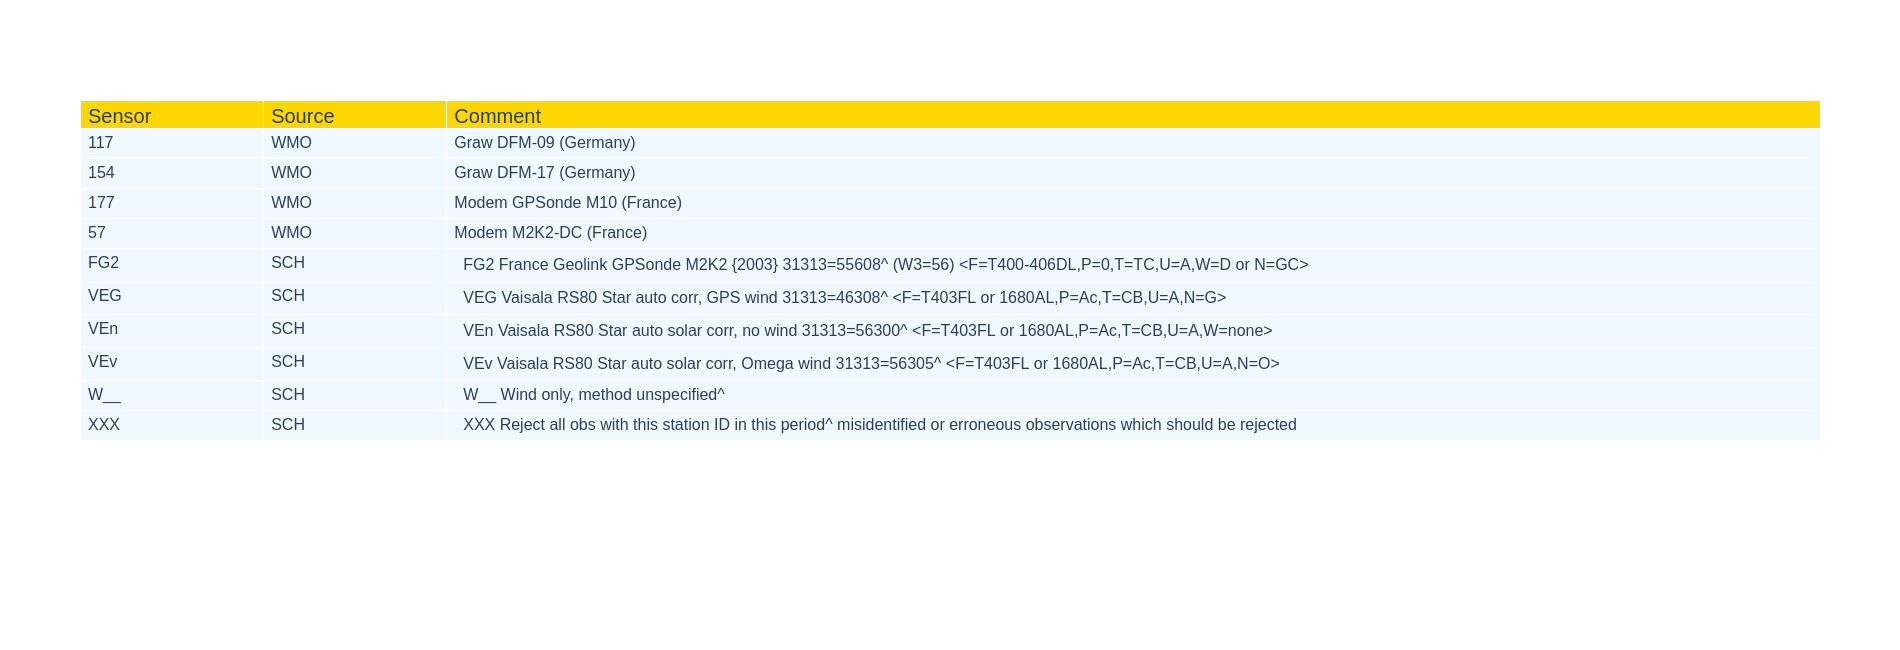 Sensor Source Comment
117 WMO Graw DFM-09 (Germany)
154 WMO Graw DFM-17 (Germany)
177 WMO Modem GPSonde M10 (France)
57 WMO Modem M2K2-DC (France)
FG2 SCH FG2 France Geolink GPSonde M2K2 {2003} 31313=55608^ (W3=56) <F=T400-406DL,P=0,T=TC,U=A,W=D or N=GC>
VEG SCH VEG Vaisala RS80 Star auto corr, GPS wind 31313=46308^ <F=T403FL or 1680AL,P=Ac,T=CB,U=A,N=G>
VEn SCH VEn Vaisala RS80 Star auto solar corr, no wind 31313=56300^ <F=T403FL or 1680AL,P=Ac,T=CB,U=A,W=none>
VEv SCH VEv Vaisala RS80 Star auto solar corr, Omega wind 31313=56305^ <F=T403FL or 1680AL,P=Ac,T=CB,U=A,N=O>
W__ SCH W__ Wind only, method unspecified^
XXX SCH XXX Reject all obs with this station ID in this period^ misidentified or erroneous observations which should be rejected